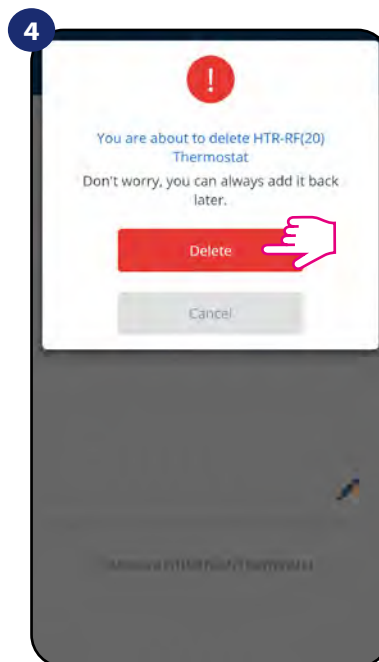 4
!
You are about to delete HTR-RF(20)
Thermostat
Don't worry, you can always add it back
later.
Delete
Cancel